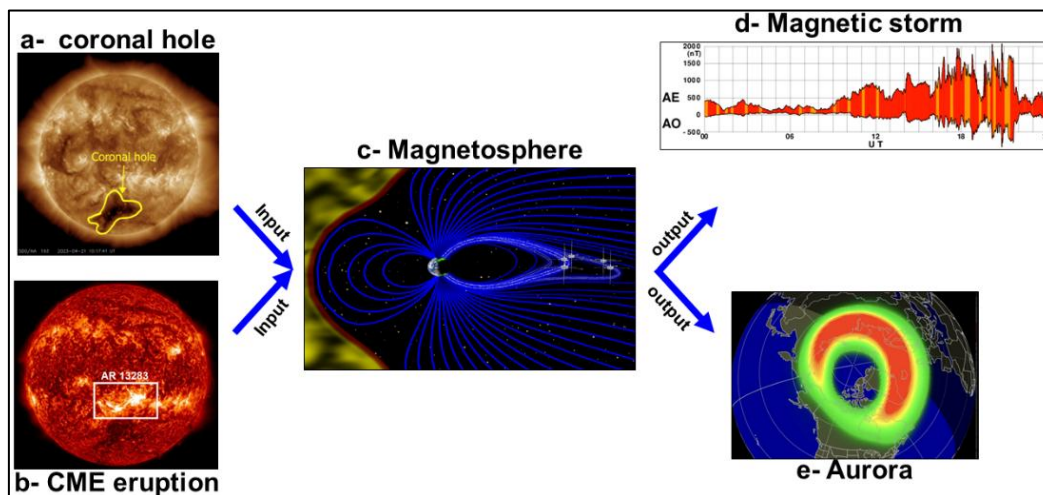 a- coronal hole
Coronal hole
b- CME eruption
AR 13283
Input
Input
c- Magnetosphere
output
output
d- Magnetic storm
2000
(nT)
1500
1000
500
0
- 500
AE
AO
00
06
12
18
U T
e- Aurora